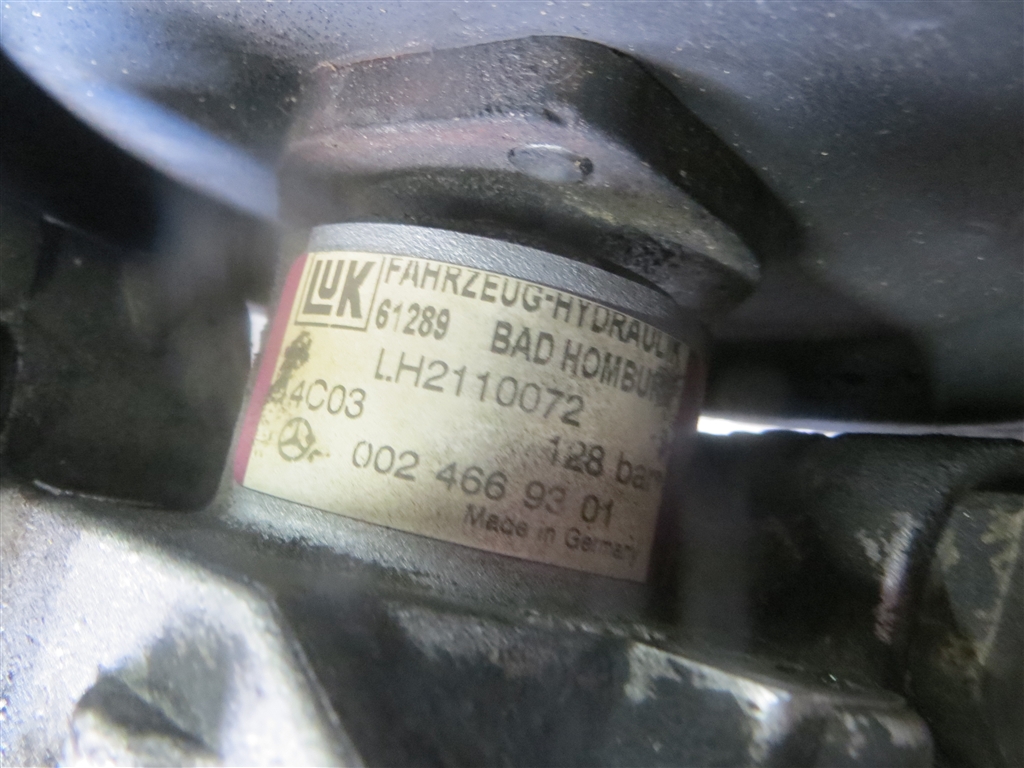 LUK FAHRZEUG-HYDRAULIK
61289 BAD HOMBURG
LH2110072
4C03 128 bar
002 466 93 01
Made in Germany